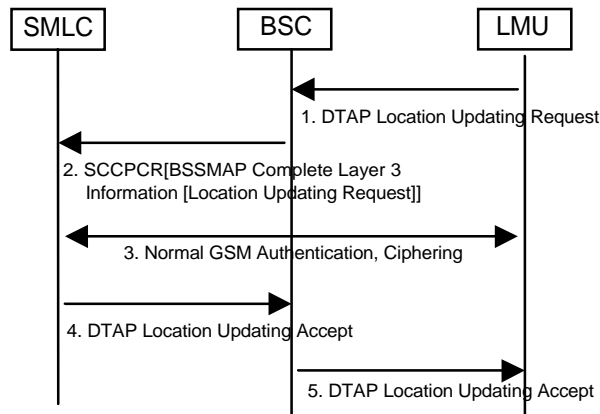 SMLC
BSC
LMU
1. DTAP Location Updating Request
2. SCCPCR[BSSMAP Complete Layer 3
Information [Location Updating Request]]
3. Normal GSM Authentication, Ciphering
4. DTAP Location Updating Accept
5. DTAP Location Updating Accept